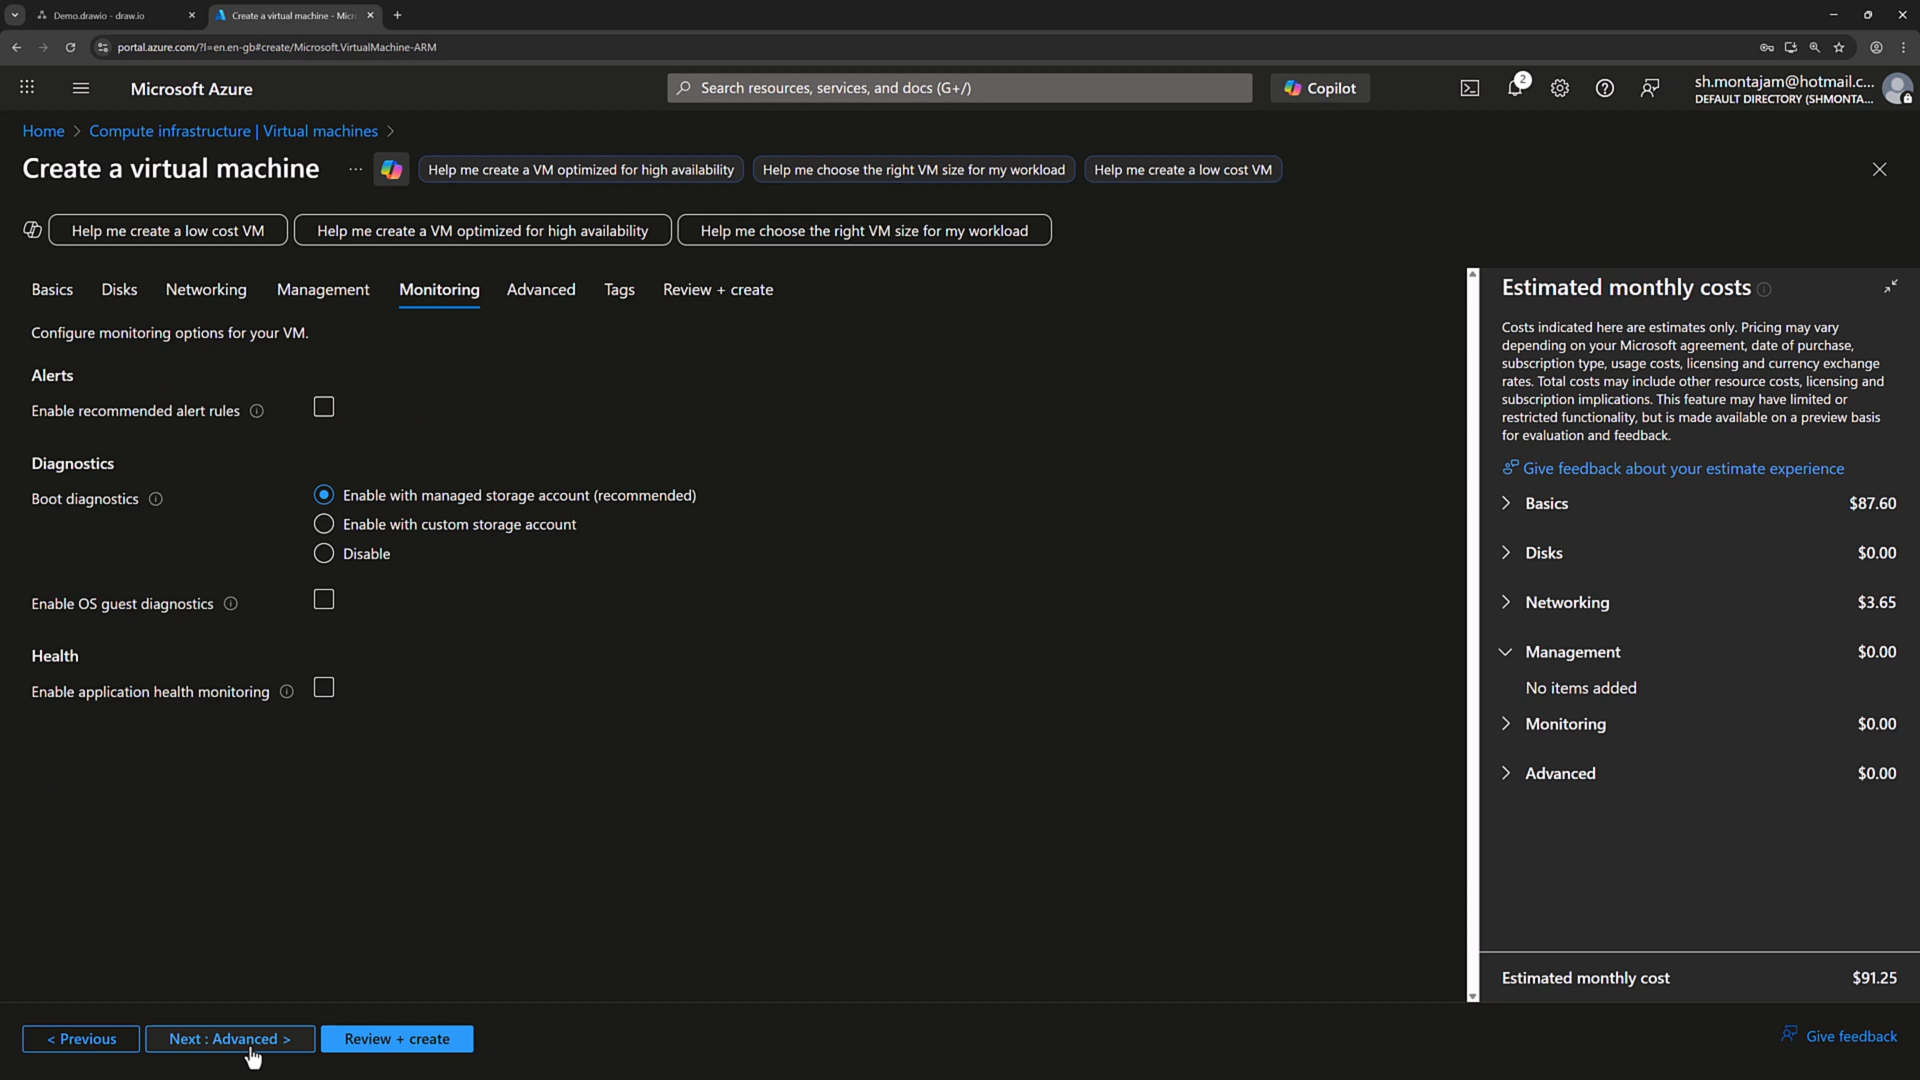 Demo.drawio - draw.io
Create a virtual machine - Micr
portal.azure.com/?l=en.en-gb#create/Microsoft.VirtualMachine-ARM
Microsoft Azure
Search resources, services, and docs (G+/)
Copilot
2
sh.montajam@hotmail.c...
DEFAULT DIRECTORY (SHMONTA...
Home > Compute infrastructure | Virtual machines >
Create a virtual machine
...
Help me create a VM optimized for high availability
Help me choose the right VM size for my workload
Help me create a low cost VM
Help me create a low cost VM
Help me create a VM optimized for high availability
Help me choose the right VM size for my workload
Basics
Disks
Networking
Management
Monitoring
Advanced
Tags
Review + create
Configure monitoring options for your VM.
Alerts
Enable recommended alert rules
Diagnostics
Boot diagnostics
Enable with managed storage account (recommended)
Enable with custom storage account
Disable
Enable OS guest diagnostics
Health
Enable application health monitoring
Estimated monthly costs
Costs indicated here are estimates only. Pricing may vary
depending on your Microsoft agreement, date of purchase,
subscription type, usage costs, licensing and currency exchange
rates. Total costs may include other resource costs, licensing and
subscription implications. This feature may have limited or
restricted functionality, but is made available on a preview basis
for evaluation and feedback.
Give feedback about your estimate experience
Basics $87.60
Disks $0.00
Networking $3.65
Management $0.00
No items added
Monitoring $0.00
Advanced $0.00
Estimated monthly cost $91.25
< Previous
Next : Advanced >
Review + create
Give feedback